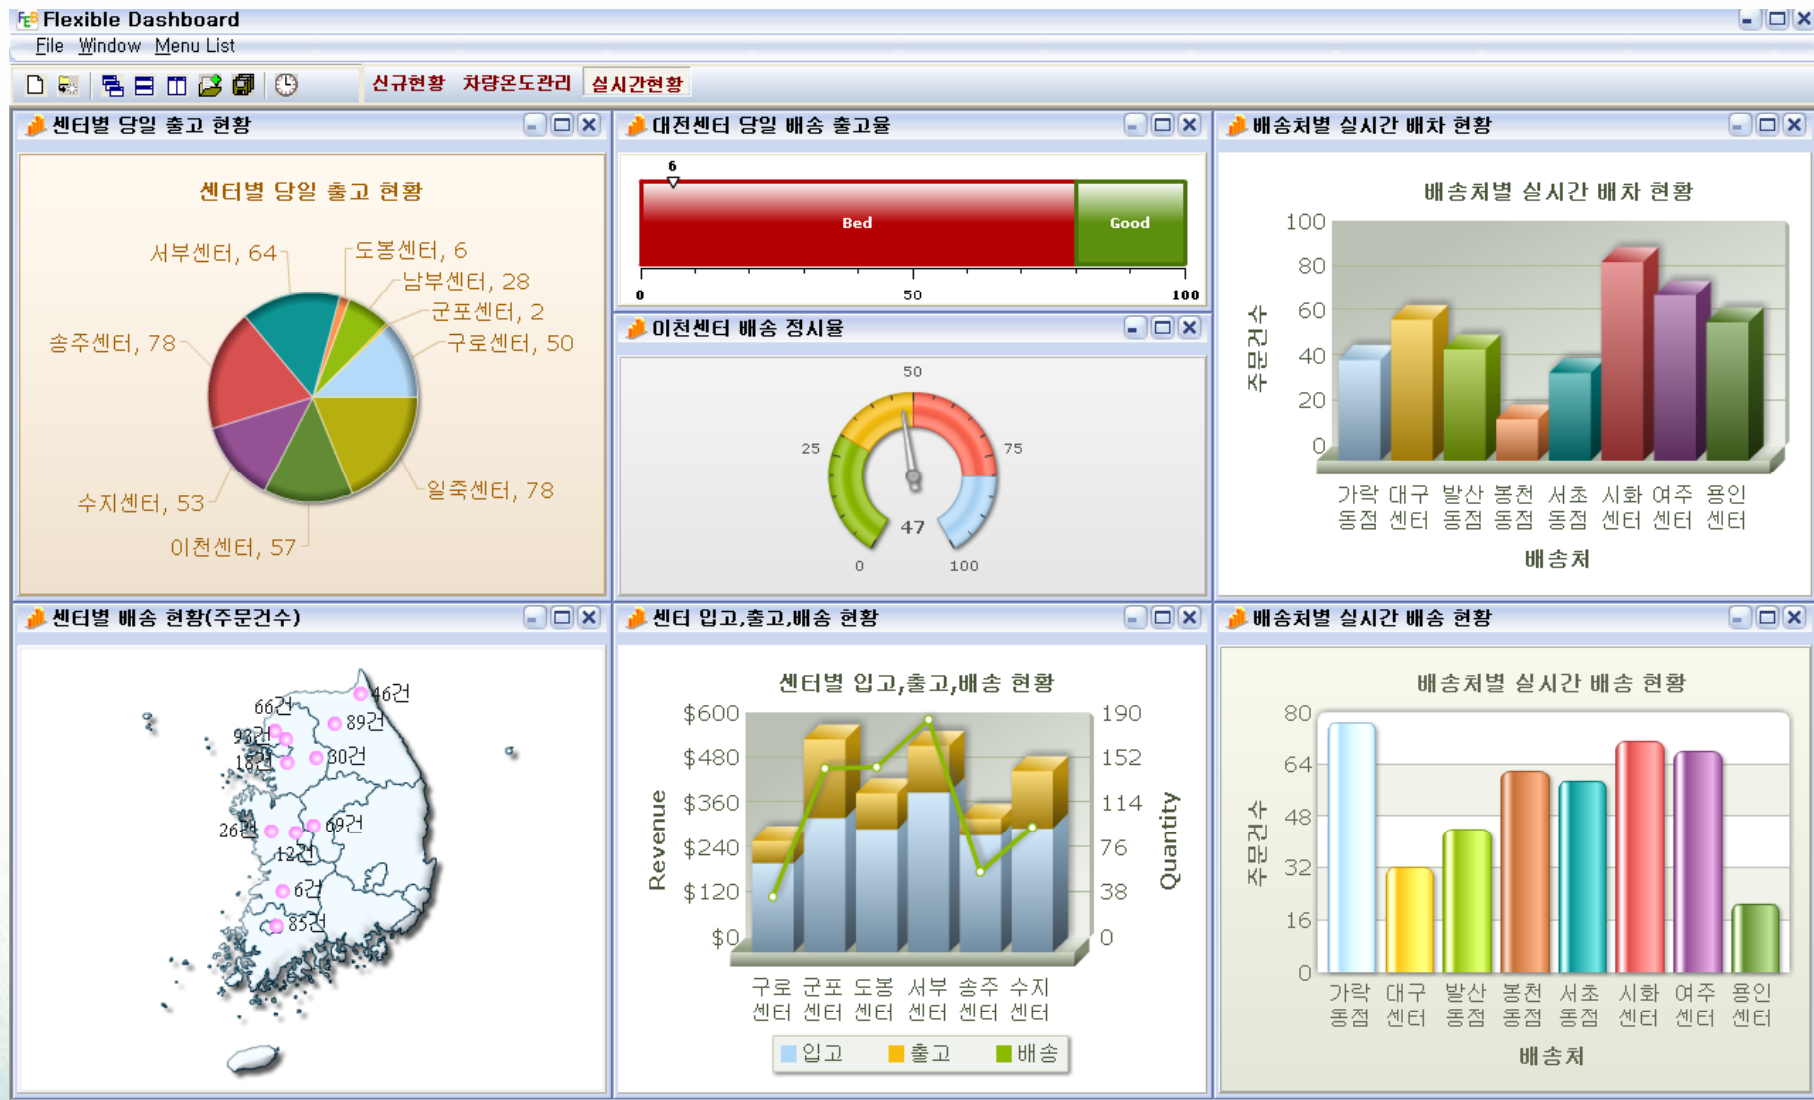 Flexible Dashboard
File Window Menu List
신규현황 차량온도관리 실시간현황
센터별 당일 출고 현황
센터별 당일 출고 현황
서부센터, 64
도봉센터, 6
남부센터, 28
군포센터, 2
송주센터, 78
구로센터, 50
수지센터, 53
일죽센터, 78
이천센터, 57
대전센터 당일 배송 출고율
6
Bed Good
0 50 100
이천센터 배송 정시율
50
25 75
47
0 100
배송처별 실시간 배차 현황
배송처별 실시간 배차 현황
100
80
60
40
20
0
주문건수
가락동점 대구센터 발산동점 봉천동점 서초동점 시화센터 여주센터 용인센터
배송처
센터별 배송 현황(주문건수)
46건
66건
89건
93건
18건 30건
26건 69건
12건
6건
85건
센터 입고,출고,배송 현황
센터별 입고,출고,배송 현황
$600 190
$480 152
$360 114
$240 76
$120 38
$0 0
Revenue
Quantity
구로센터 군포센터 도봉센터 서부센터 송주센터 수지센터
입고 출고 배송
배송처별 실시간 배송 현황
배송처별 실시간 배송 현황
80
64
48
32
16
0
주문건수
가락동점 대구센터 발산동점 봉천동점 서초동점 시화센터 여주센터 용인센터
배송처